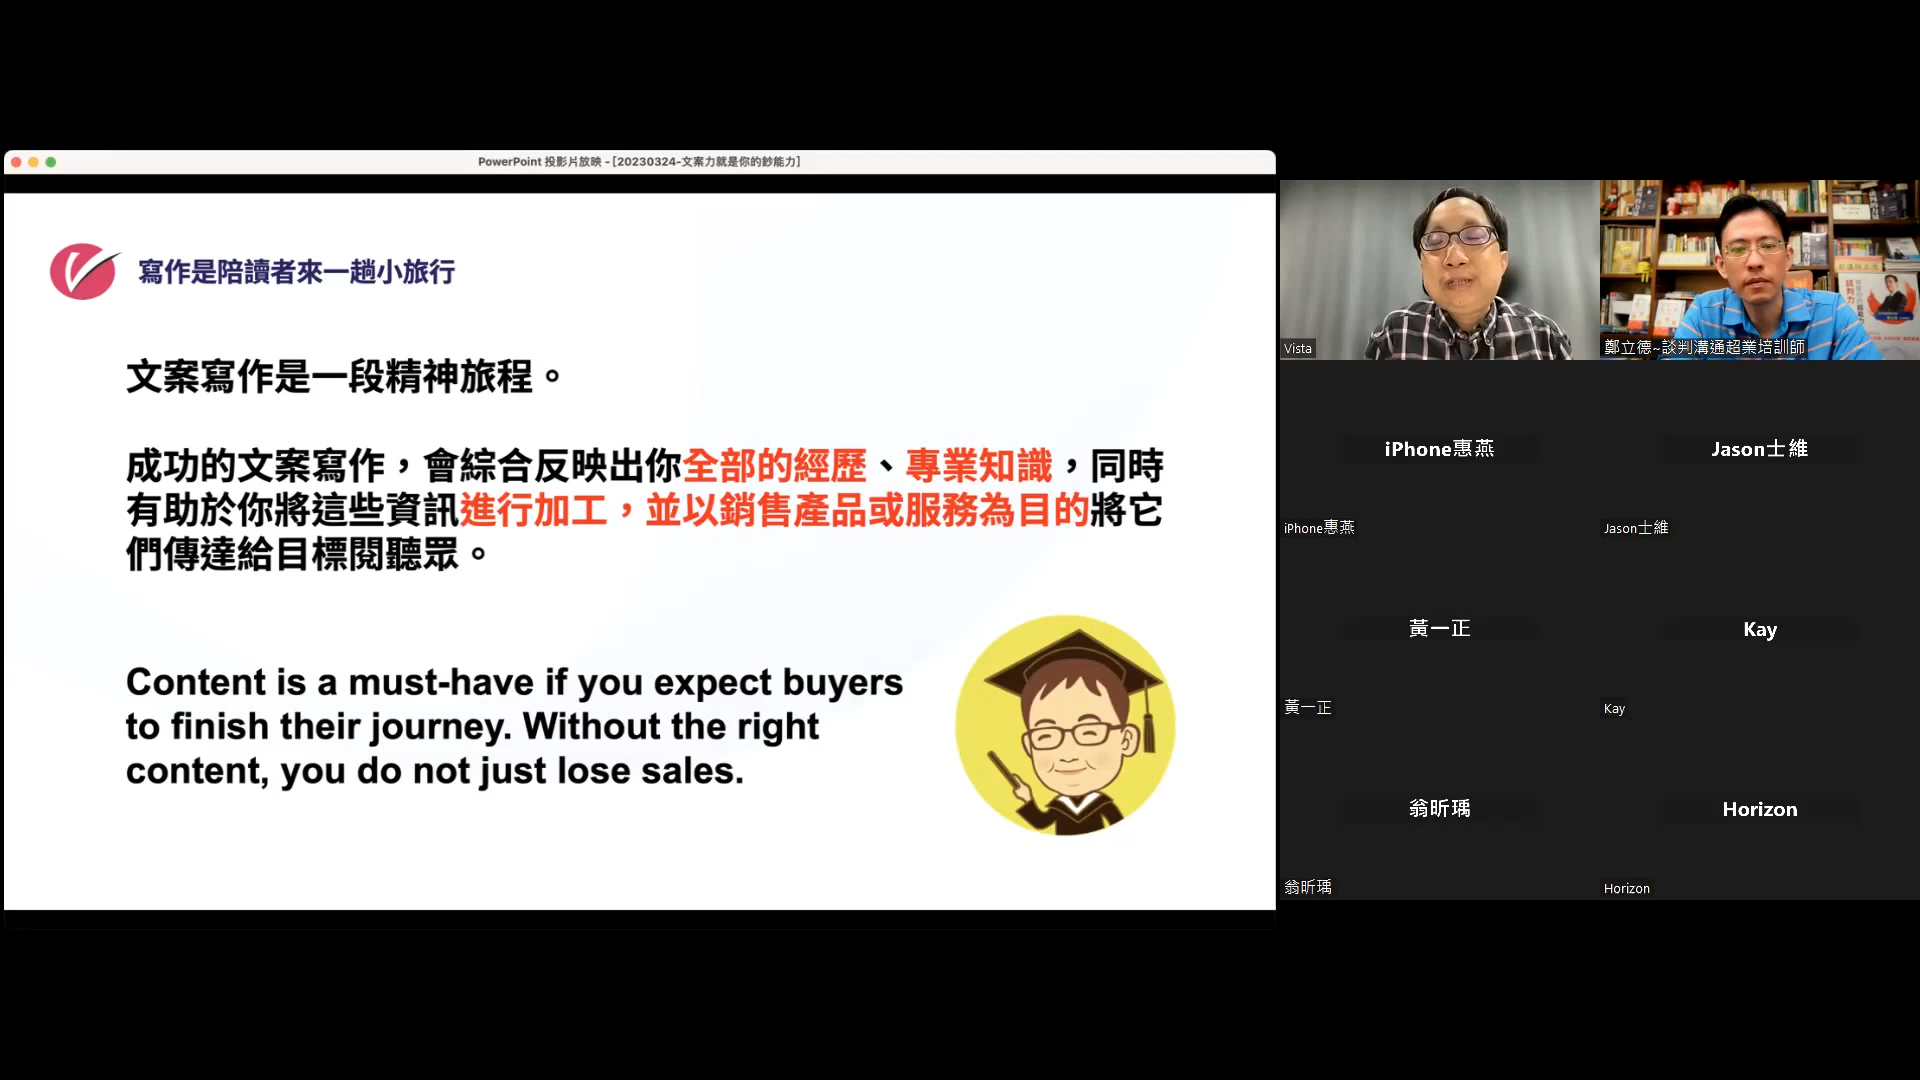 PowerPoint 投影片放映 - [20230324-文案力就是你的鈔能力]
寫作是陪讀者來一趟小旅行
文案寫作是一段精神旅程。
成功的文案寫作，會綜合反映出你全部的經歷、專業知識，同時
有助於你將這些資訊進行加工，並以銷售產品或服務為目的將它
們傳達給目標閱聽眾。
Content is a must-have if you expect buyers
to finish their journey. Without the right
content, you do not just lose sales.
Vista
鄭立德~談判溝通超業培訓師
iPhone惠燕
Jason士維
iPhone惠燕
Jason士維
黃一正
Kay
黃一正
Kay
翁昕瑀
Horizon
翁昕瑀
Horizon